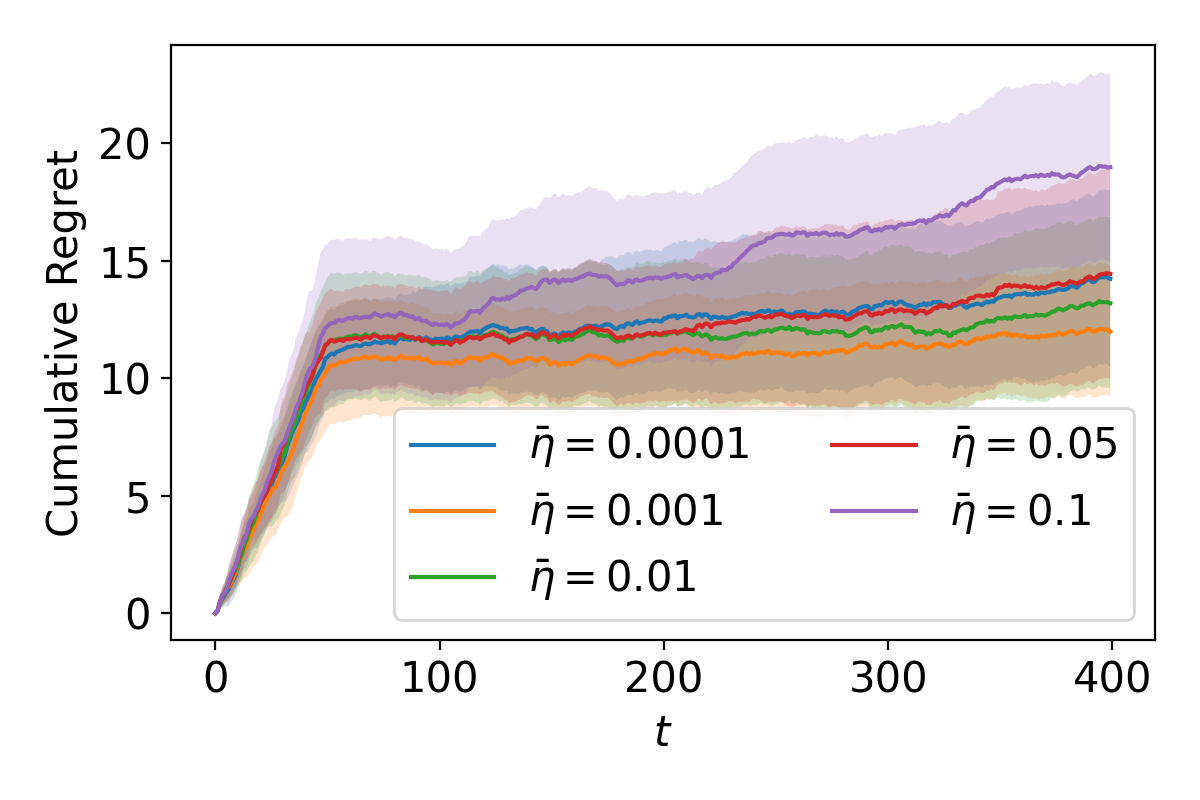 Cumulative Regret
20
15
10
5
0
η̄ = 0.0001
η̄ = 0.001
η̄ = 0.01
η̄ = 0.05
η̄ = 0.1
0 100 200 300 400
t